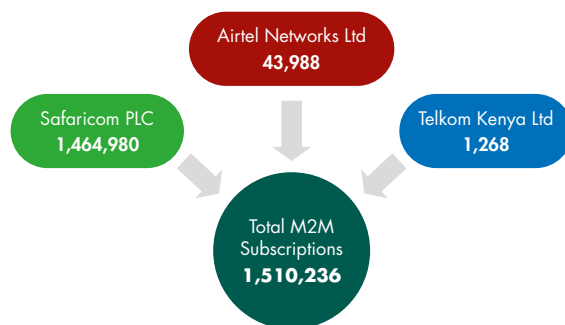 Airtel Networks Ltd
43,988
Safaricom PLC
1,464,980
Telkom Kenya Ltd
1,268
Total M2M
Subscriptions
1,510,236